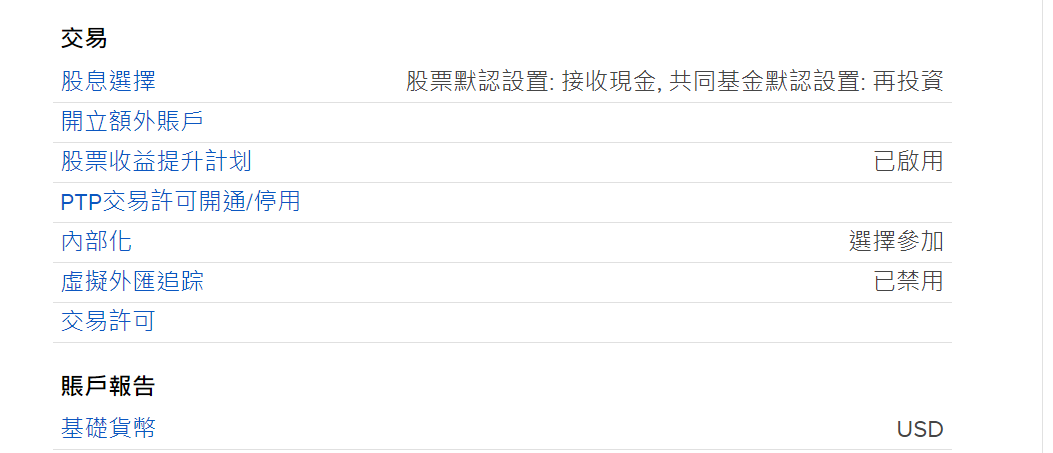 交易
股息選擇 股票默認設置: 接收現金, 共同基金默認設置: 再投資
開立額外賬戶
股票收益提升計划 已啟用
PTP交易許可開通/停用
內部化 選擇參加
虛擬外匯追踪 已禁用
交易許可
賬戶報告
基礎貨幣 USD